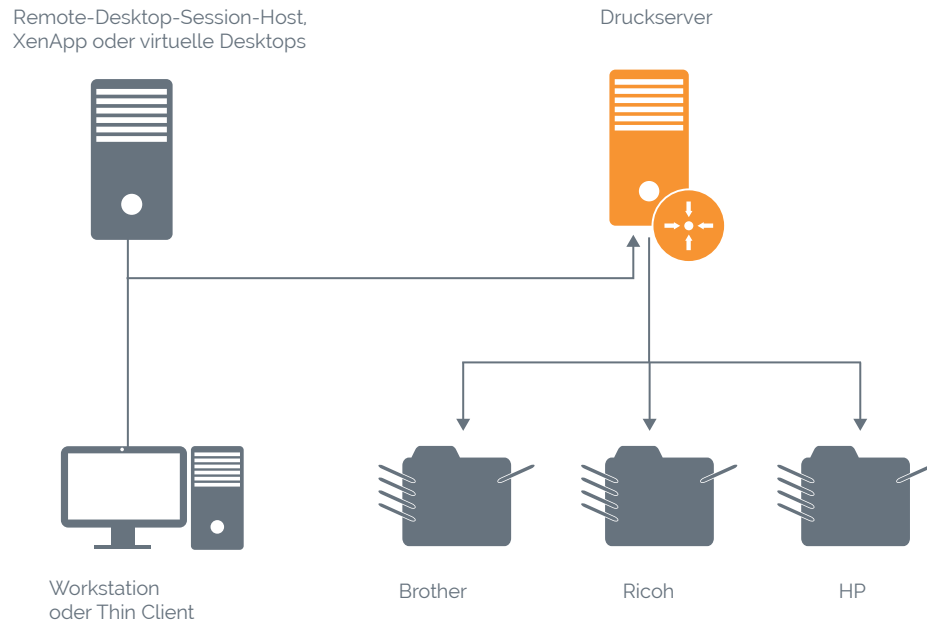 Remote-Desktop-Session-Host,
XenApp oder virtuelle Desktops
Druckserver
Workstation
oder Thin Client
Brother
Ricoh
HP